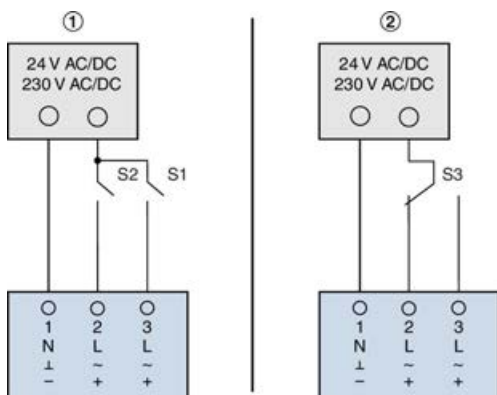 ① ②
24 V AC/DC 24 V AC/DC
230 V AC/DC 230 V AC/DC
S2 S1 S3
1 2 3 1 2 3
N L L N L L
⊥ ~ ~ ⊥ ~ ~
– + + – + +